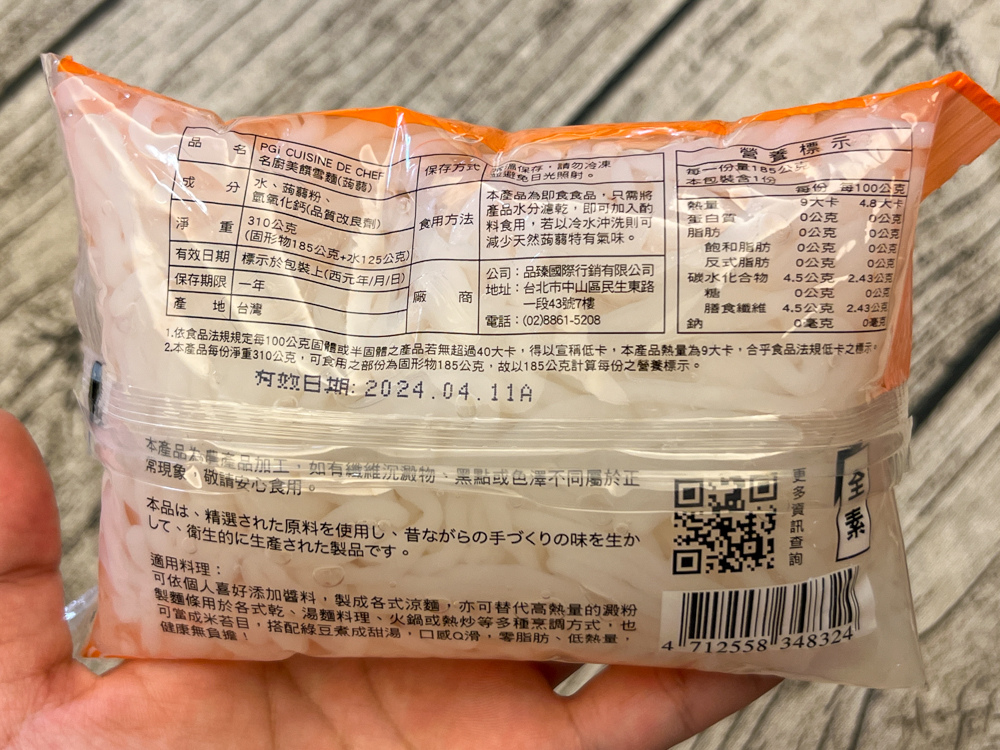 品 名 PGi CUISINE DE CHEF
名廚美饌雪麵(蒟蒻)
成 分 水、蒟蒻粉、
氫氧化鈣(品質改良劑)
淨 重 310公克
(固形物185公克+水125公克)
有效日期 標示於包裝上(西元年/月/日)
保存期限 一年
產 地 台灣
保存方式 保存,請勿冷凍
避免日光照射。
食用方法 本產品為即食食品,只需將
產品水分濾乾,即可加入酌
料食用,若以冷水沖洗則可
減少天然蒟蒻特有氣味。
廠 商 公司:品臻國際行銷有限公司
地址:台北市中山區民生東路
一段43號7樓
電話:(02)8861-5208
營養標示
每一份量185公克
本包裝含1份
每份 每100公克
熱量 9大卡 4.8大卡
蛋白質 0公克 0公克
脂肪 0公克 0公克
飽和脂肪 0公克 0公克
反式脂肪 0公克 0公克
碳水化合物 4.5公克 2.43公克
糖 0公克 0公克
膳食纖維 4.5公克 2.43公克
鈉 0毫克 0毫克
1.依食品法規規定每100公克固體或半固體之產品若無超過40大卡,得以宣稱低卡,本產品熱量為9大卡,合乎食品法規低卡之標示。
2.本產品每份淨重310公克,可食用之部份為固形物185公克,故以185公克計算每份之營養標示。
有效日期: 2024.04.11A
本產品為農產品加工,如有纖維沉澱物、黑點或色澤不同屬於正
常現象,敬請安心食用。
本品は、精選された原料を使用し、昔ながらの手づくりの味を生か
して、衛生的に生產された製品です。
適用料理:
可依個人喜好添加醬料,製成各式涼麵,亦可替代高熱量的澱粉
製麵條用於各式乾、湯麵料理、火鍋或熱炒等多種烹調方式,也
可當成米苔目,搭配綠豆煮成甜湯,口感Q滑,零脂肪、低熱量,
健康無負擔!
更多資訊查詢
全素
4 712558 348324